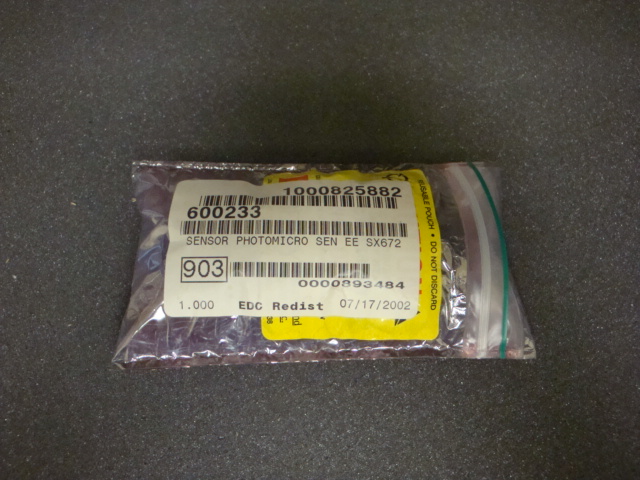 1000825882
600233
SENSOR PHOTOMICRO SEN EE SX672
903
0000893484
1.000 EDC Redist 07/17/2002
USABLE POUCH • DO NOT DISCARD